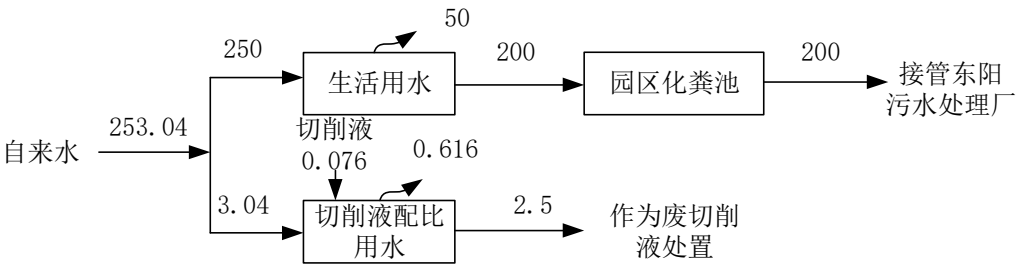 50
250
200
200
生活用水
园区化粪池
接管东阳
污水处理厂
自来水
253.04
切削液
0.076
0.616
3.04
切削液配比
用水
2.5
作为废切削
液处置